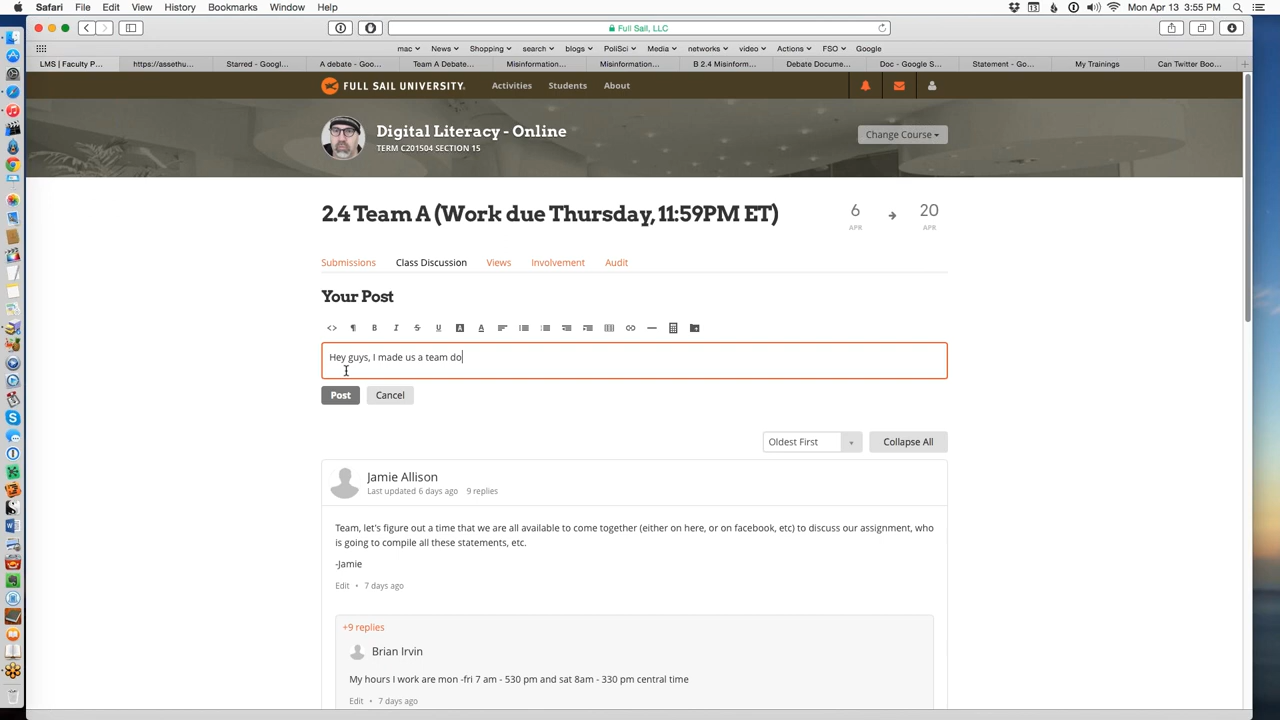 Safari File Edit View History Bookmarks Window Help Mon Apr 13 3:55 PM
Full Sail, LLC
mac News Shopping search blogs PoliSci Media networks video Actions FSO Google
LMS | Faculty P... https://assethu... Starred - Googl... A debate - Goo... Team A Debate... Misinformation... Misinformation... B 2.4 Misinform... Debate Docume... Doc - Google S... Statement - Go... My Trainings Can Twitter Boo...
FULL SAIL UNIVERSITY. Activities Students About
Digital Literacy - Online
Change Course
TERM C201504 SECTION 15
2.4 Team A (Work due Thursday, 11:59PM ET)
6 20
APR APR
Submissions Class Discussion Views Involvement Audit
Your Post
Hey guys, I made us a team do
Post Cancel
Oldest First Collapse All
Jamie Allison
Last updated 6 days ago 9 replies
Team, let's figure out a time that we are all available to come together (either on here, or on facebook, etc) to discuss our assignment, who
is going to compile all these statements, etc.
-Jamie
Edit • 7 days ago
+9 replies
Brian Irvin
My hours I work are mon -fri 7 am - 530 pm and sat 8am - 330 pm central time
Edit • 7 days ago